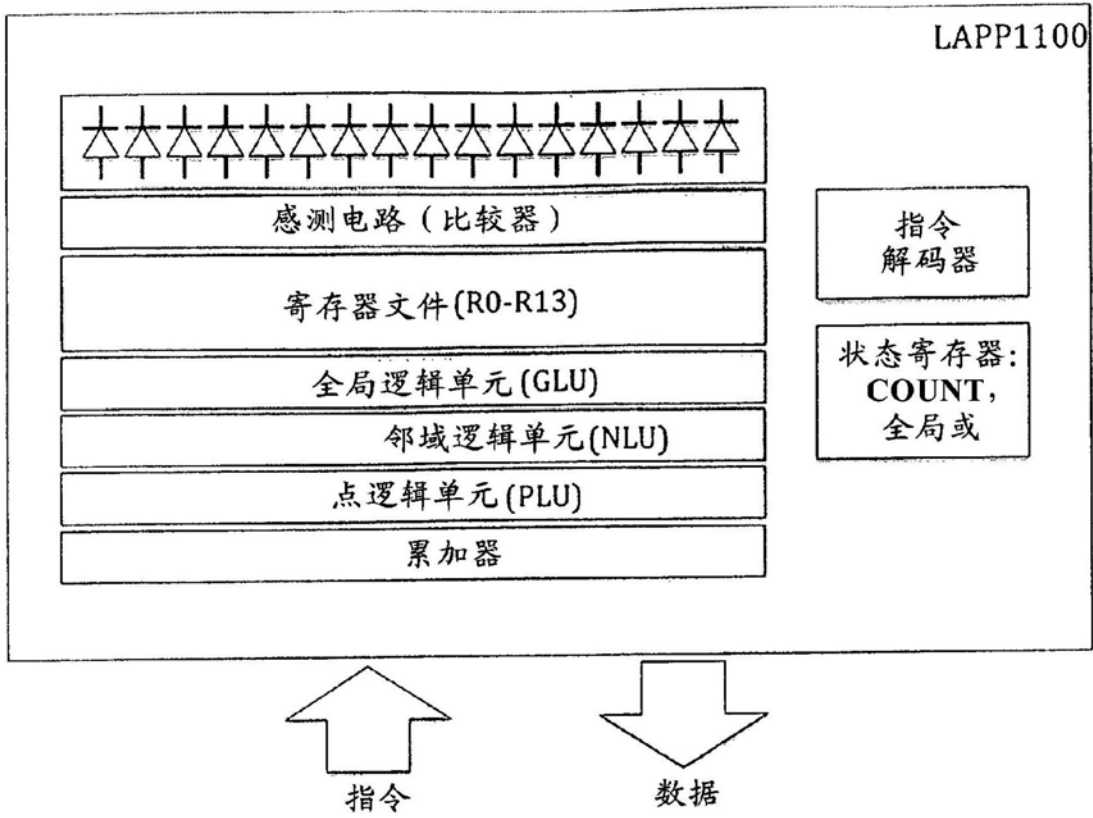 LAPP1100
感测电路（比较器）
寄存器文件(R0-R13)
全局逻辑单元(GLU)
邻域逻辑单元(NLU)
点逻辑单元(PLU)
累加器
指令
解码器
状态寄存器:
COUNT,
全局或
指令
数据